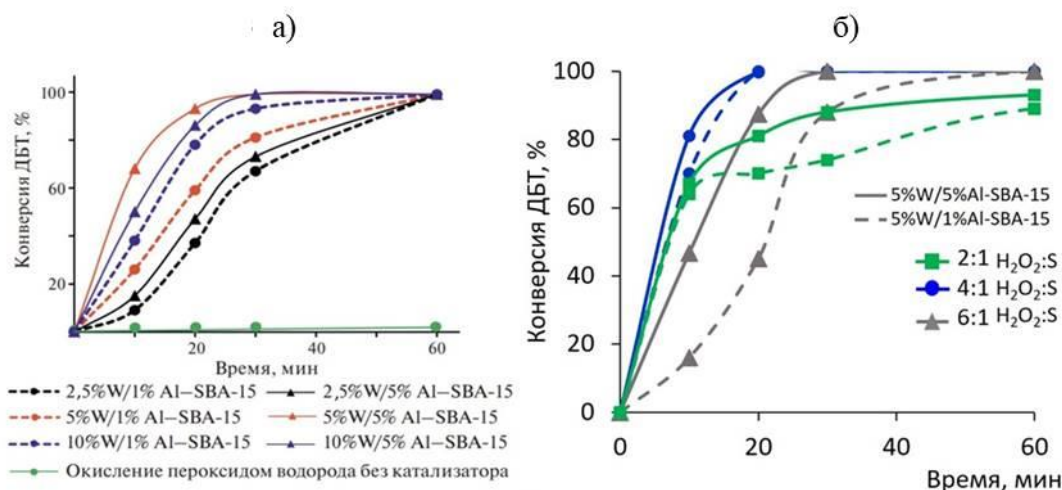 а)
Конверсия ДБТ, %
100
60
20
20
40
60
Время, мин
2,5%W/1% Al–SBA-15
2,5%W/5% Al–SBA-15
5%W/1% Al–SBA-15
5%W/5% Al–SBA-15
10%W/1% Al–SBA-15
10%W/5% Al–SBA-15
Окисление пероксидом водорода без катализатора
б)
Конверсия ДБТ, %
100
80
60
40
20
0
0
20
40
60
Время, мин
5%W/5%Al-SBA-15
5%W/1%Al-SBA-15
2:1 H₂O₂:S
4:1 H₂O₂:S
6:1 H₂O₂:S